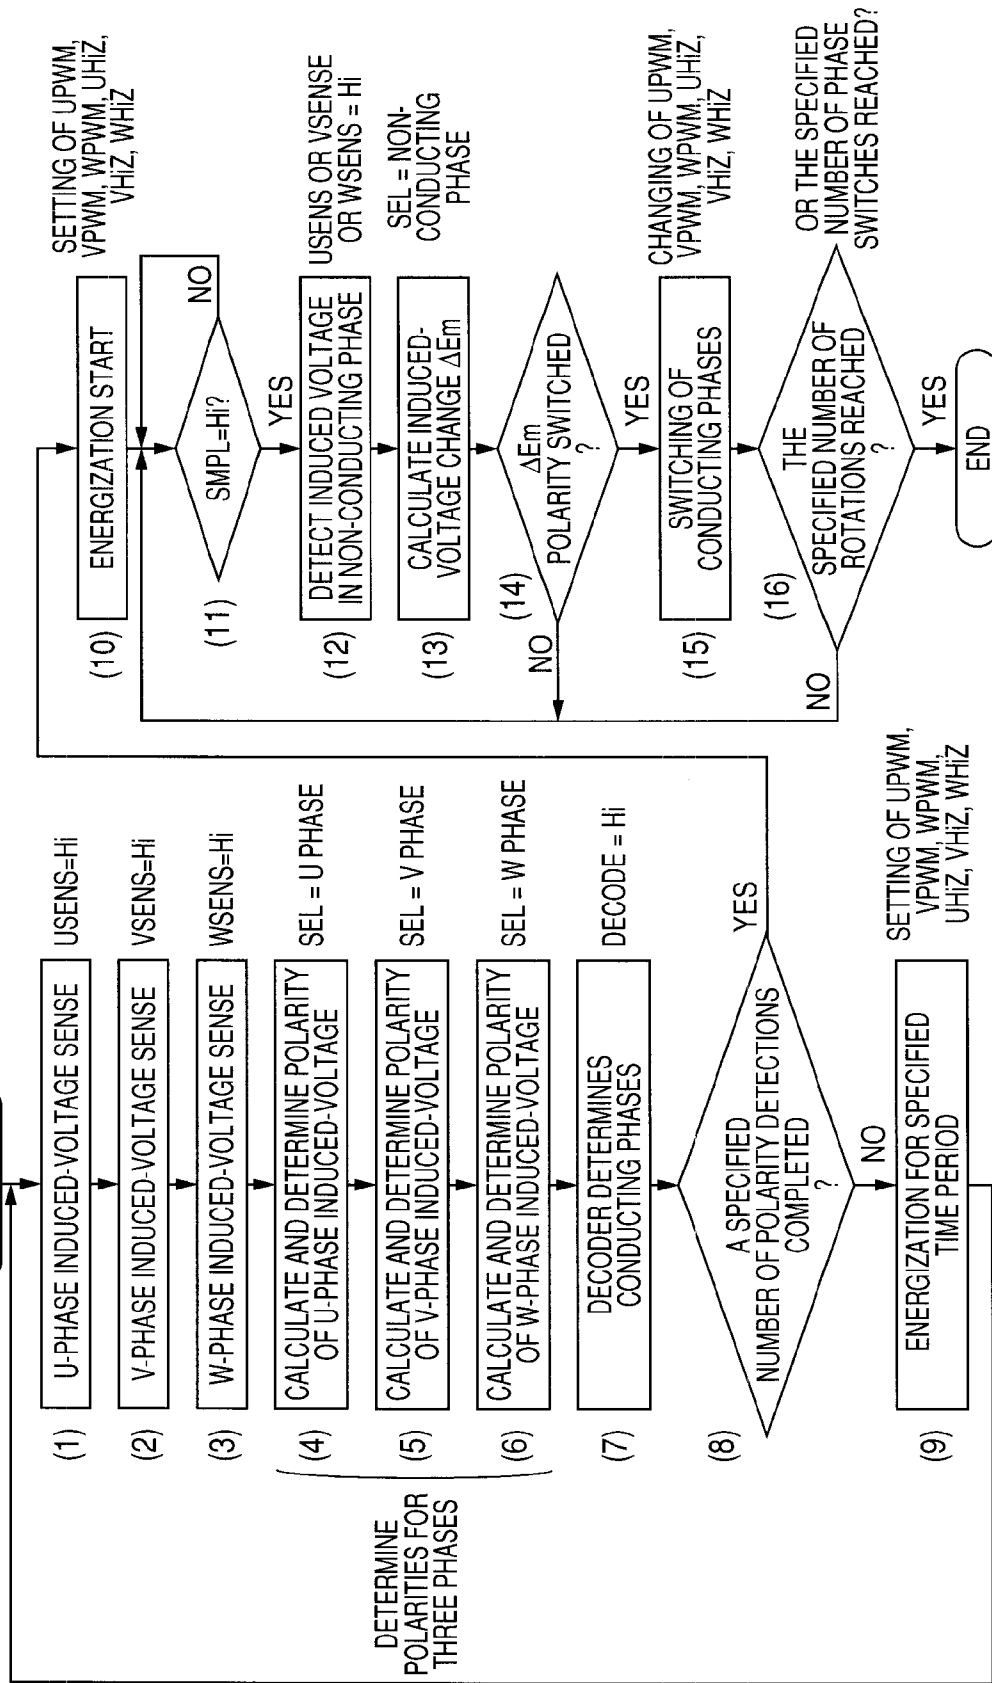 (1)
U-PHASE INDUCED-VOLTAGE SENSE
USENS=Hi
(2)
V-PHASE INDUCED-VOLTAGE SENSE
VSENS=Hi
(3)
W-PHASE INDUCED-VOLTAGE SENSE
WSENS=Hi
DETERMINE
POLARITIES FOR
THREE PHASES
(4)
CALCULATE AND DETERMINE POLARITY
OF U-PHASE INDUCED-VOLTAGE
SEL = U PHASE
(5)
CALCULATE AND DETERMINE POLARITY
OF V-PHASE INDUCED-VOLTAGE
SEL = V PHASE
(6)
CALCULATE AND DETERMINE POLARITY
OF W-PHASE INDUCED-VOLTAGE
SEL = W PHASE
(7)
DECODER DETERMINES
CONDUCTING PHASES
DECODE = Hi
(8)
A SPECIFIED
NUMBER OF POLARITY DETECTIONS
COMPLETED
?
YES
NO
(9)
ENERGIZATION FOR SPECIFIED
TIME PERIOD
SETTING OF UPWM,
VPWM, WPWM,
UHiZ, VHiZ, WHiZ
(10)
ENERGIZATION START
SETTING OF UPWM,
VPWM, WPWM, UHiZ,
VHiZ, WHiZ
(11)
SMPL=Hi?
NO
YES
(12)
DETECT INDUCED VOLTAGE
IN NON-CONDUCTING PHASE
USENS OR VSENSE
OR WSENS = Hi
(13)
CALCULATE INDUCED-
VOLTAGE CHANGE ΔEm
SEL = NON-
CONDUCTING
PHASE
(14)
ΔEm
POLARITY SWITCHED
?
NO
YES
(15)
SWITCHING OF
CONDUCTING PHASES
CHANGING OF UPWM,
VPWM, WPWM, UHiZ,
VHiZ, WHiZ
(16)
THE
SPECIFIED NUMBER OF
ROTATIONS REACHED
?
OR THE SPECIFIED
NUMBER OF PHASE
SWITCHES REACHED?
NO
YES
END